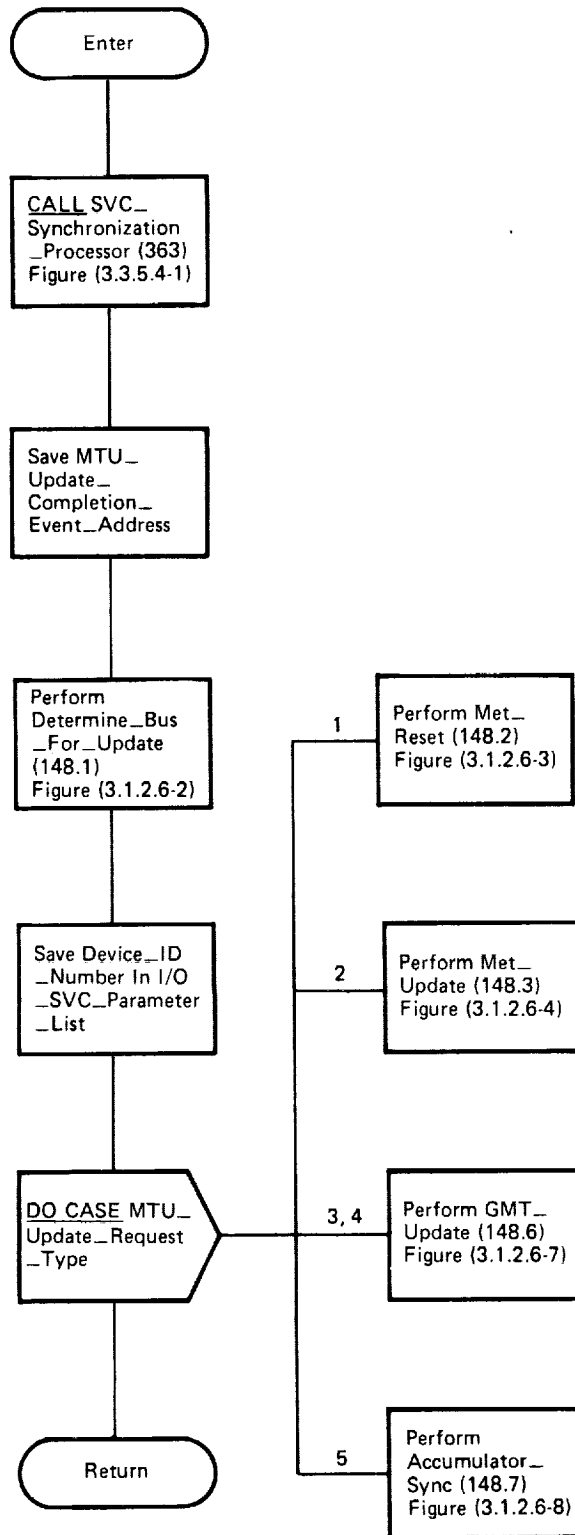 Enter
CALL SVC_
Synchronization
_Processor (363)
Figure (3.3.5.4-1)
Save MTU_
Update_
Completion_
Event_Address
Perform
Determine_Bus
_For_Update
(148.1)
Figure (3.1.2.6-2)
Save Device_ID
_Number In I/O
_SVC_Parameter
_List
DO CASE MTU_
Update_Request
_Type
Return
1
Perform Met_
Reset (148.2)
Figure (3.1.2.6-3)
2
Perform Met_
Update (148.3)
Figure (3.1.2.6-4)
3, 4
Perform GMT_
Update (148.6)
Figure (3.1.2.6-7)
5
Perform
Accumulator_
Sync (148.7)
Figure (3.1.2.6-8)